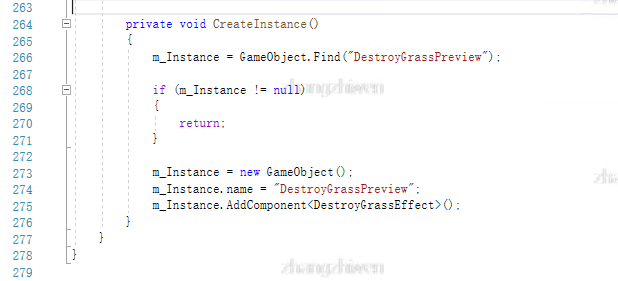 263
264 private void CreateInstance()
265 {
266 m_Instance = GameObject.Find("DestroyGrassPreview");
267
268 if (m_Instance != null)
269 {
270 return;
271 }
272
273 m_Instance = new GameObject();
274 m_Instance.name = "DestroyGrassPreview";
275 m_Instance.AddComponent<DestroyGrassEffect>();
276 }
277 }
278 }
279
zhangzhiwen